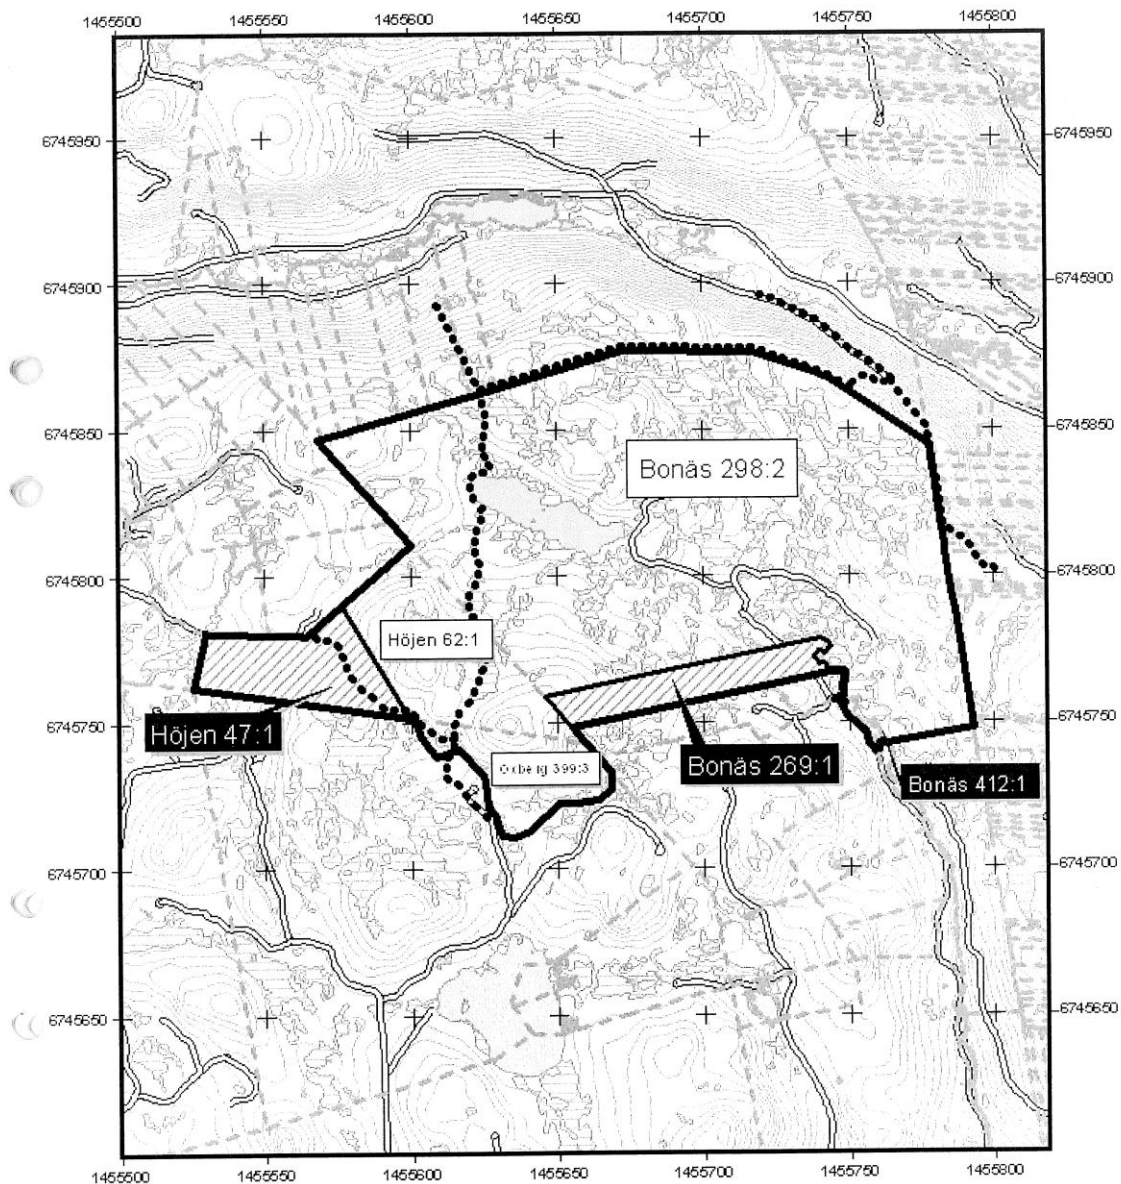 1455500 1455550 1455600 1455650 1455700 1455750 1455800
6745950 6745950
6745900 6745900
6745850 6745850
Bonäs 298:2
6745800 6745800
Höjen 62:1
6745750 6745750
Höjen 47:1
Oxberg 399:3
Bonäs 269:1
Bonäs 412:1
6745700 6745700
6745650 6745650
1455500 1455550 1455600 1455650 1455700 1455750 1455800